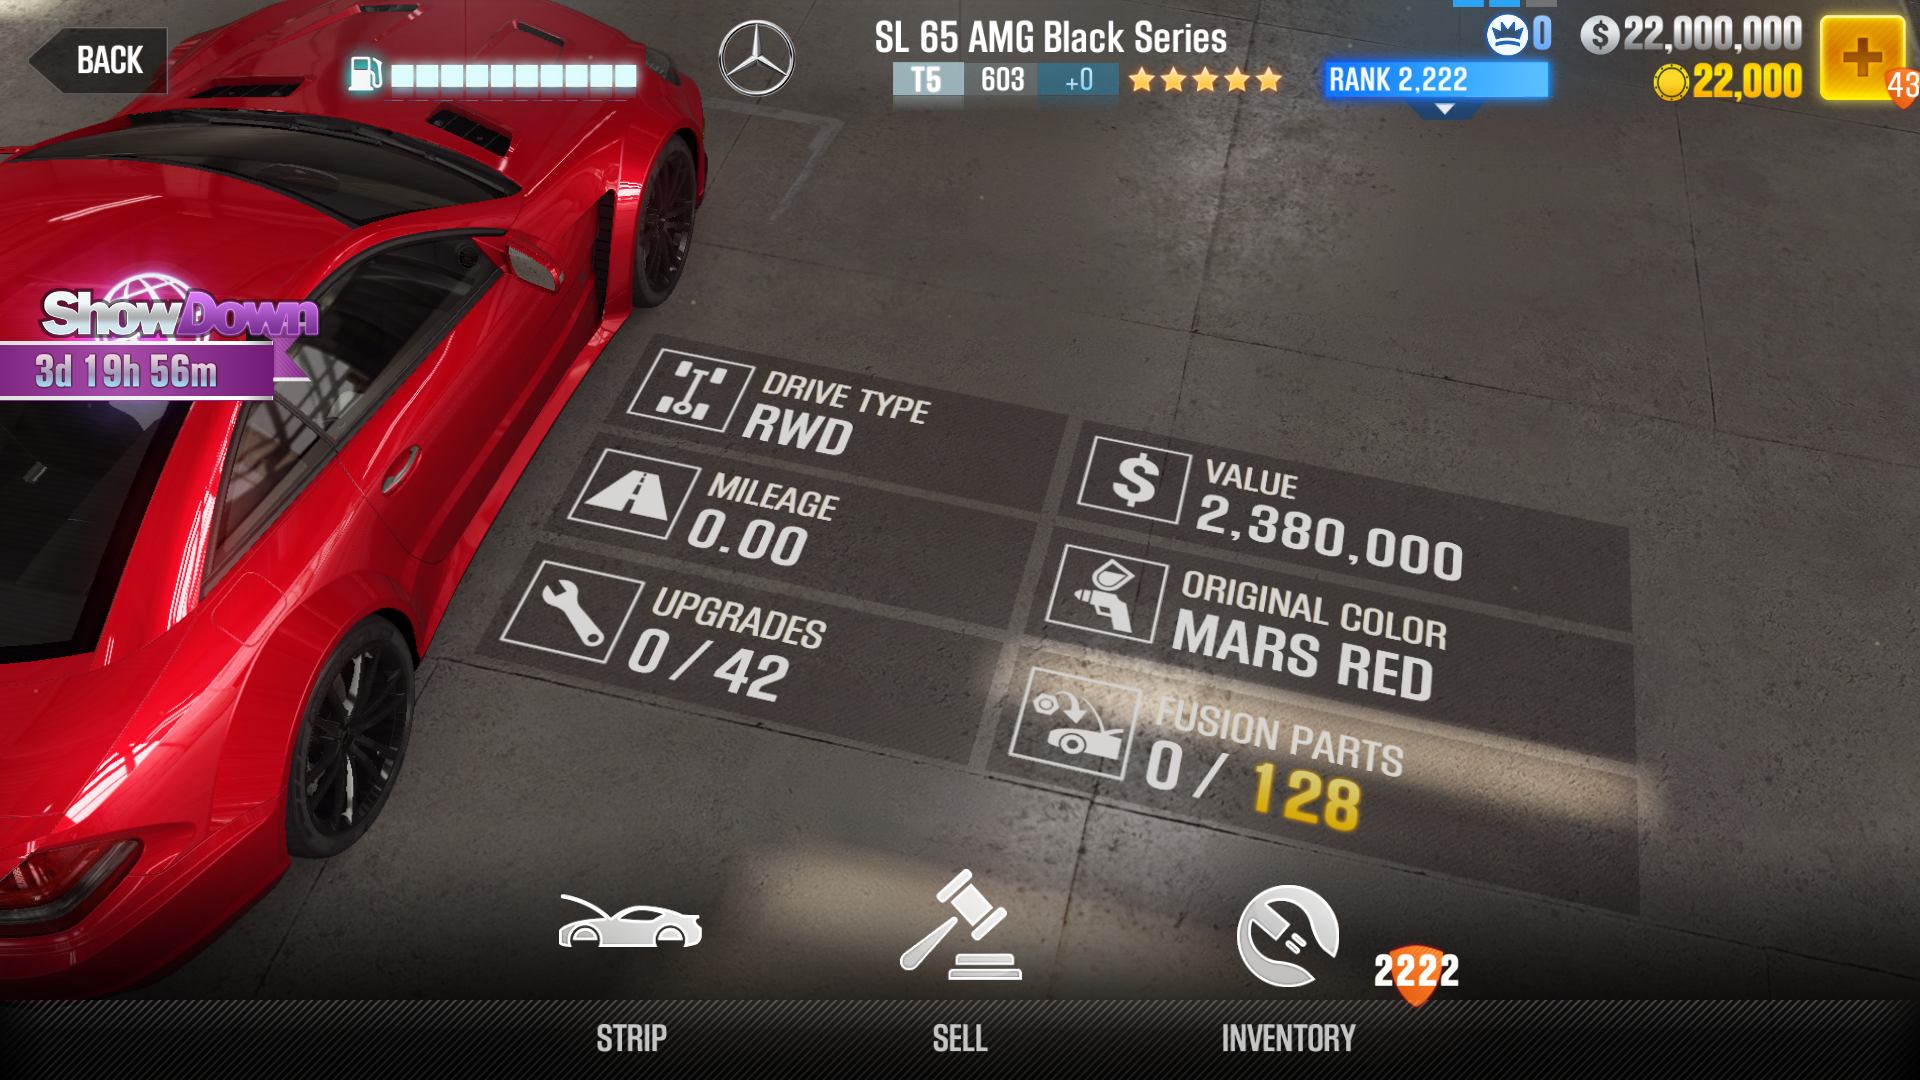 BACK
SL 65 AMG Black Series
T5 603 +0
RANK 2,222
0
$ 22,000,000
22,000
43
ShowDown
3d 19h 56m
DRIVE TYPE
RWD
MILEAGE
0.00
UPGRADES
0 / 42
$
VALUE
2,380,000
ORIGINAL COLOR
MARS RED
FUSION PARTS
0 / 128
2222
STRIP
SELL
INVENTORY